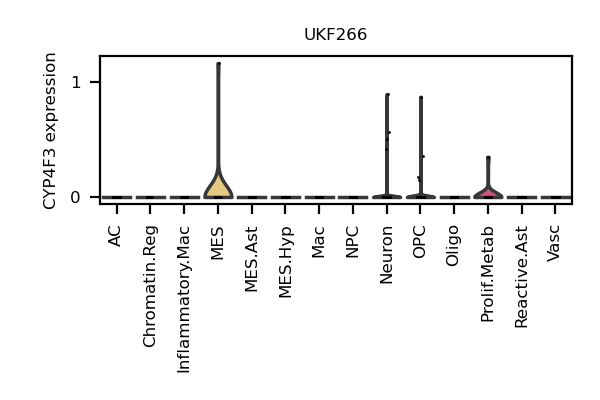 UKF266
CYP4F3 expression
1
0
AC
Chromatin.Reg
Inflammatory.Mac
MES
MES.Ast
MES.Hyp
Mac
NPC
Neuron
OPC
Oligo
Prolif.Metab
Reactive.Ast
Vasc